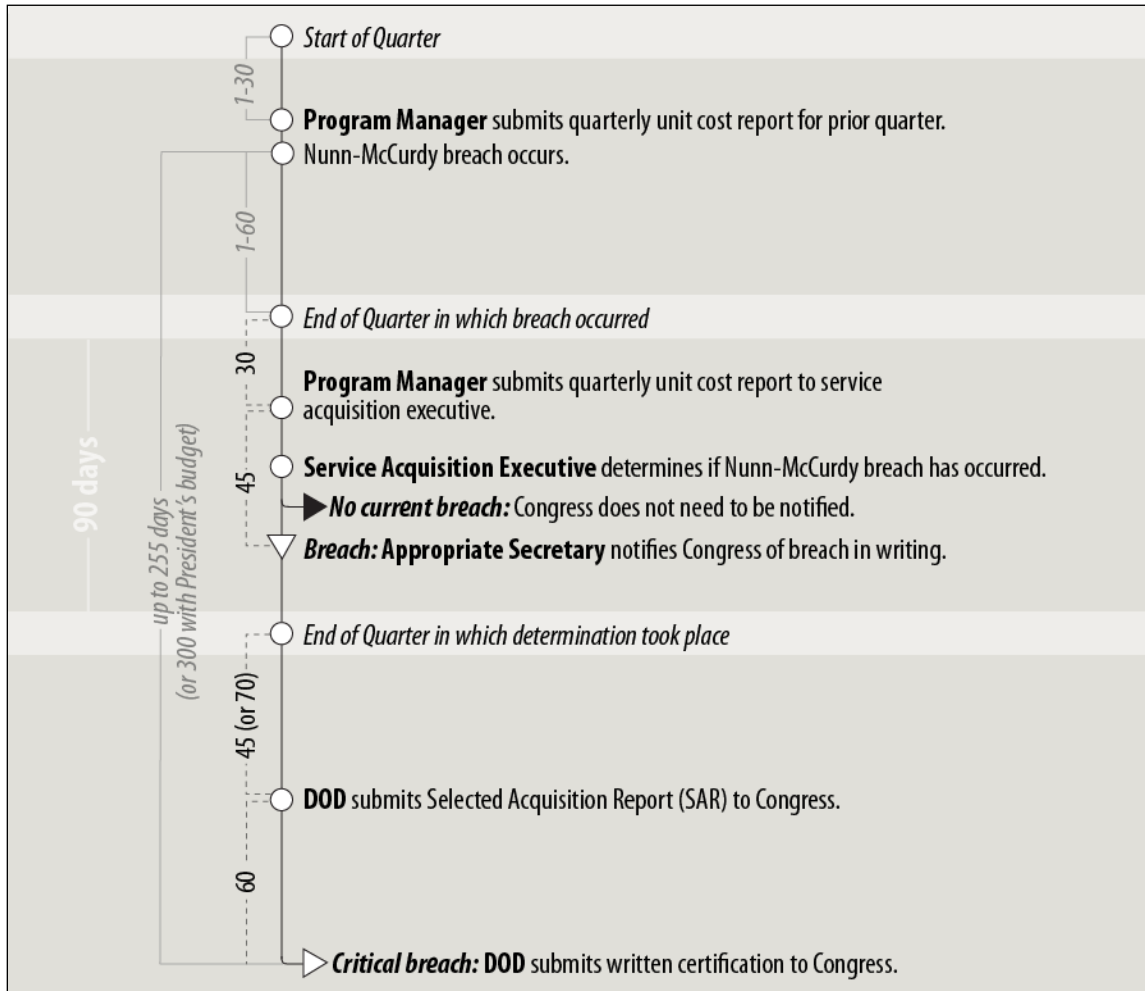 Start of Quarter
1-30
Program Manager submits quarterly unit cost report for prior quarter.
Nunn-McCurdy breach occurs.
1-60
End of Quarter in which breach occurred
30
Program Manager submits quarterly unit cost report to service
acquisition executive.
90 days
up to 255 days
(or 300 with President's budget)
45
Service Acquisition Executive determines if Nunn-McCurdy breach has occurred.
No current breach: Congress does not need to be notified.
Breach: Appropriate Secretary notifies Congress of breach in writing.
End of Quarter in which determination took place
45 (or 70)
DOD submits Selected Acquisition Report (SAR) to Congress.
60
Critical breach: DOD submits written certification to Congress.